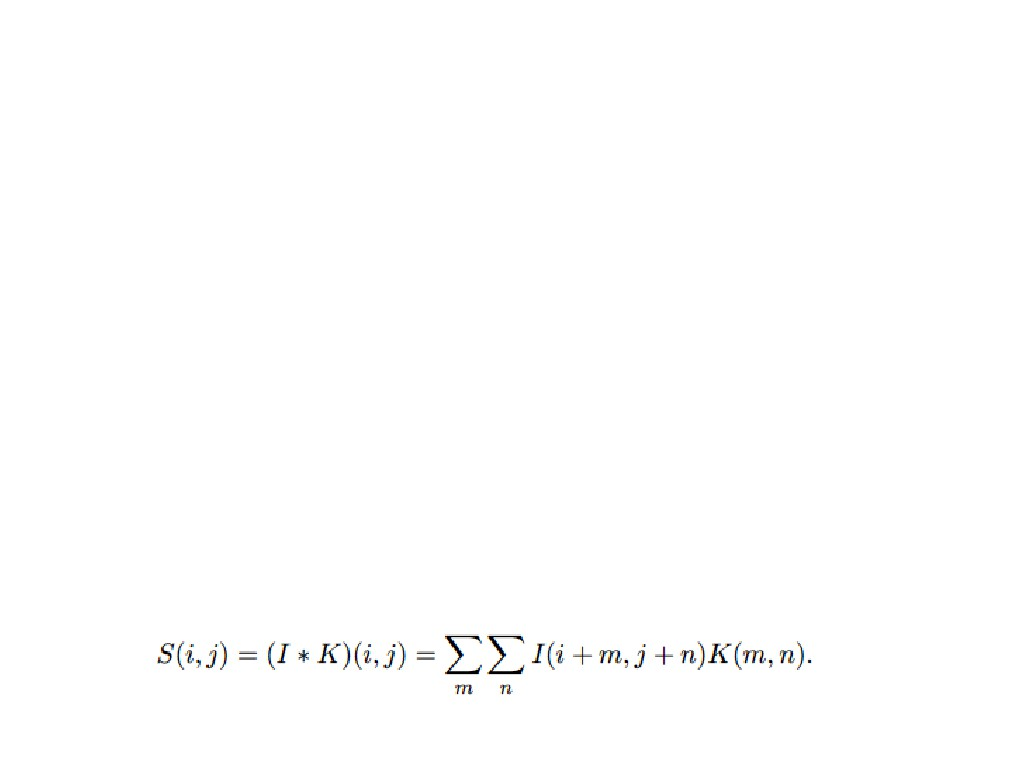 S(i, j) = (I ∗ K)(i, j) = ∑_m ∑_n I(i + m, j + n)K(m, n).